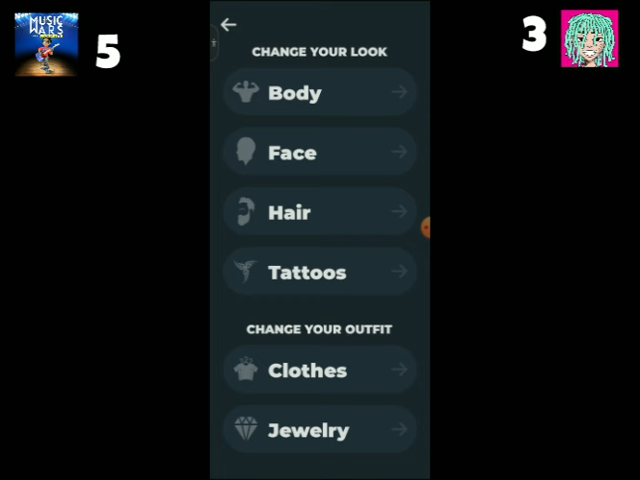 MUSIC
WARS
5
3
CHANGE YOUR LOOK
Body
Face
Hair
Tattoos
CHANGE YOUR OUTFIT
Clothes
Jewelry